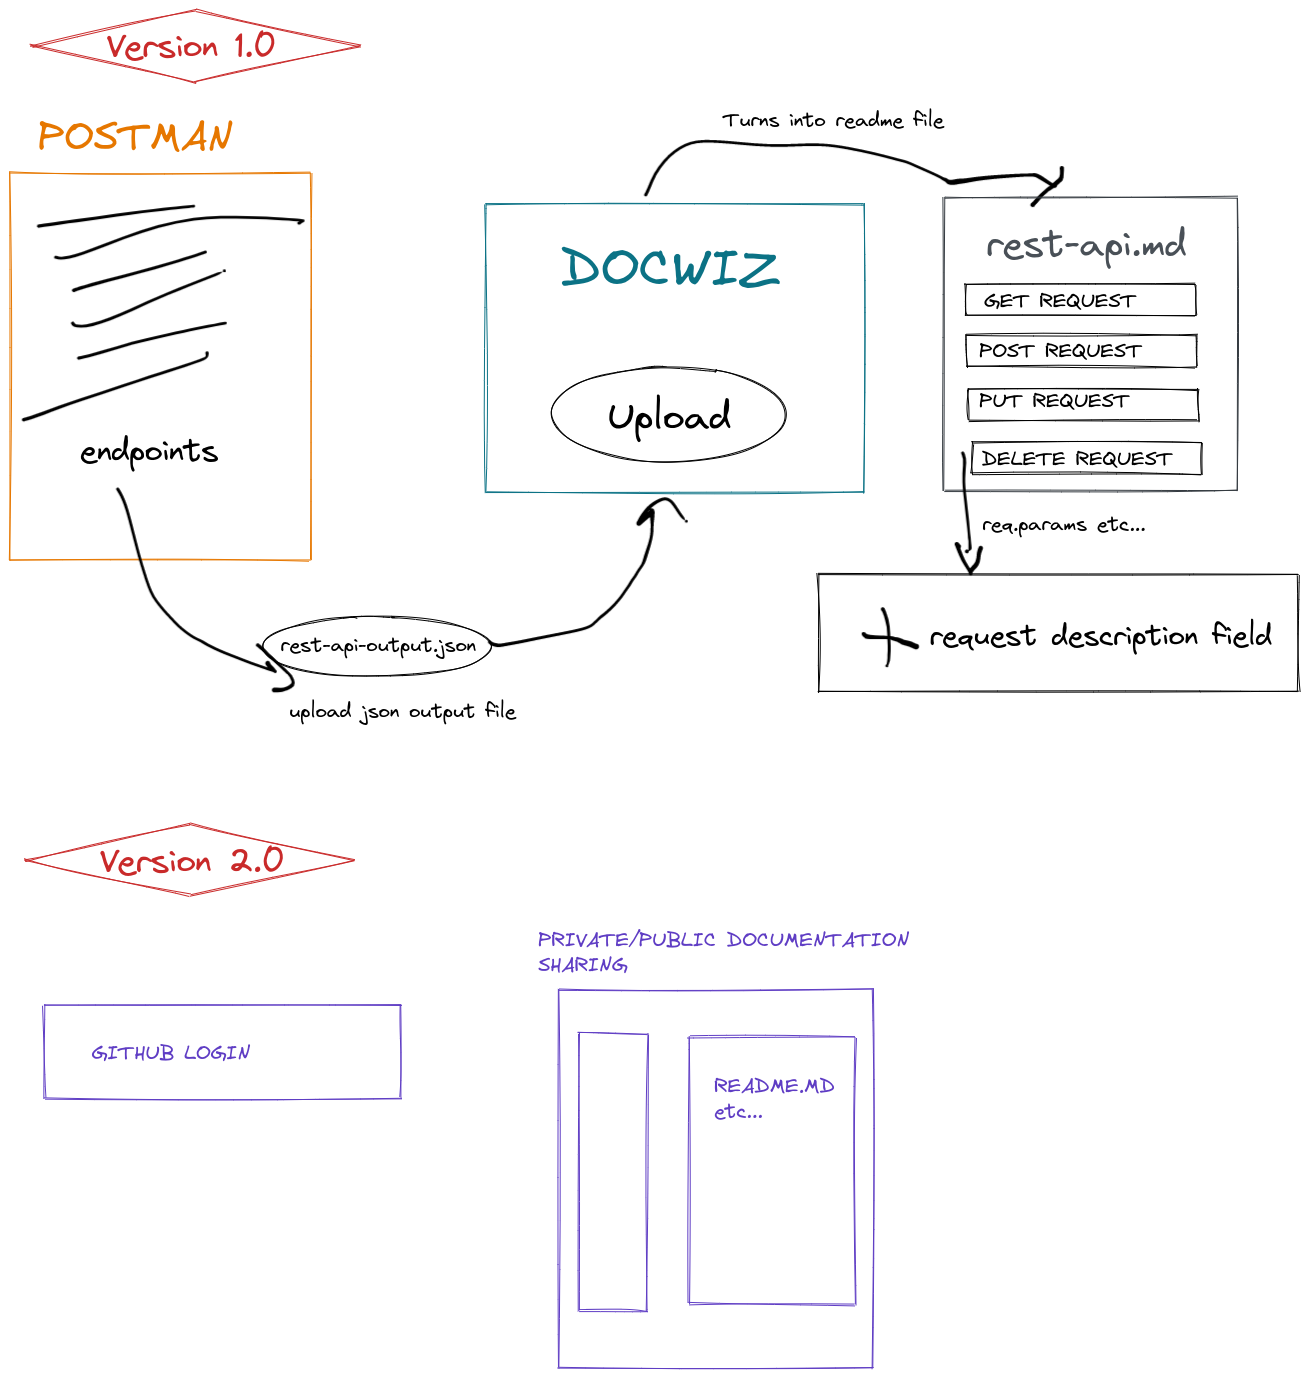 Version 1.0
POSTMAN
endpoints
rest-api-output.json
upload json output file
DOCWIZ
Upload
Turns into readme file
rest-api.md
GET REQUEST
POST REQUEST
PUT REQUEST
DELETE REQUEST
req.params etc...
request description field
Version 2.0
GITHUB LOGIN
PRIVATE/PUBLIC DOCUMENTATION
SHARING
README.MD
etc...